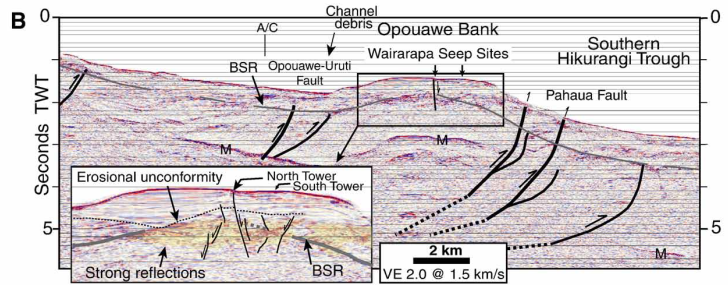 B
0
0
A/C
Channel
debris
Opouawe Bank
Southern
Hikurangi Trough
BSR
Opouawe-Uruti
Fault
Wairarapa Seep Sites
Pahaua Fault
Seconds TWT
M
M
Erosional unconformity
North Tower
South Tower
5
5
2 km
VE 2.0 @ 1.5 km/s
M
Strong reflections
BSR